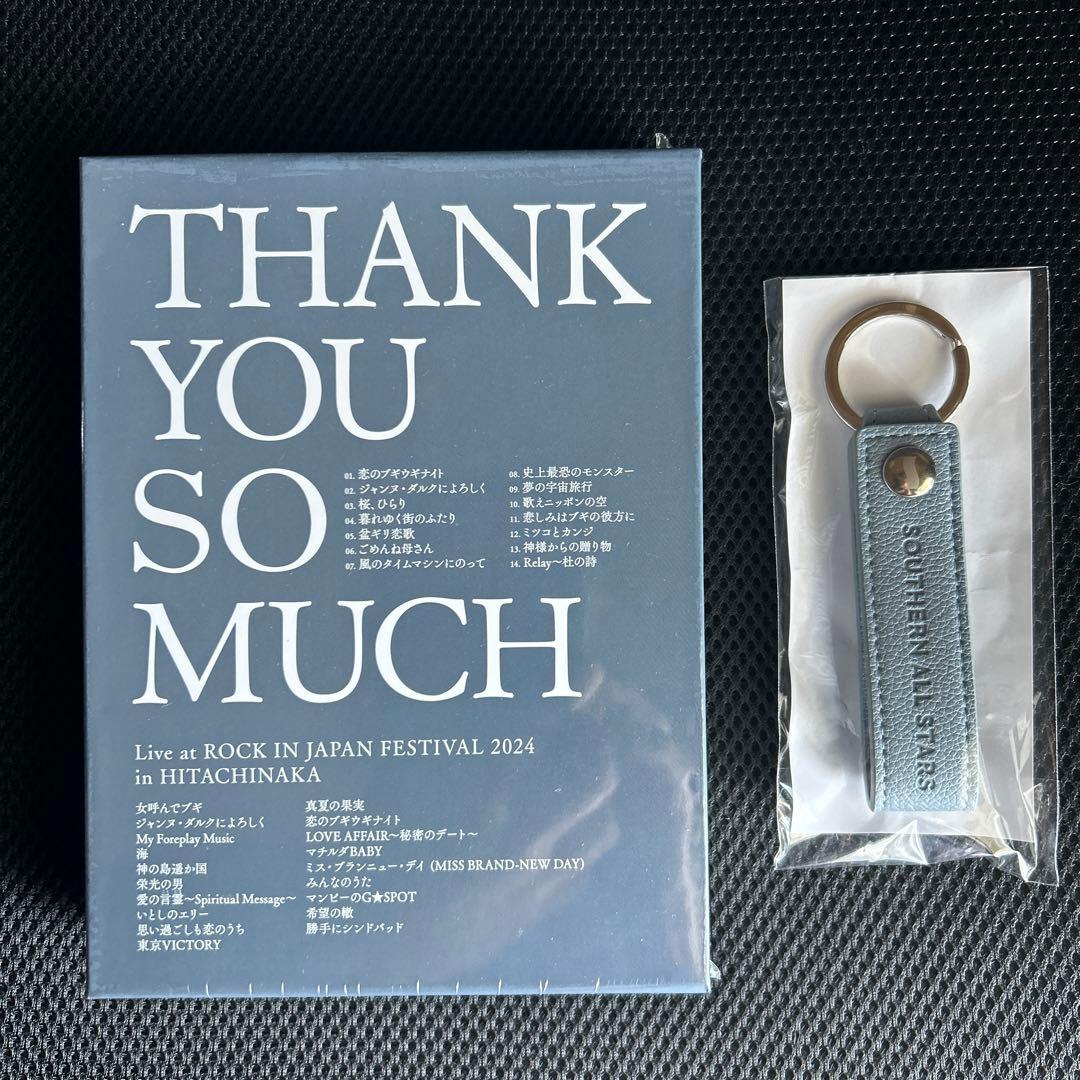 THANK
YOU
SO
MUCH
01. 恋のブギウギナイト
02. ジャンヌ・ダルクによろしく
03. 桜、ひらり
04. 暮れゆく街のふたり
05. 盆ギリ恋歌
06. ごめんね母さん
07. 風のタイムマシンにのって
08. 史上最恐のモンスター
09. 夢の宇宙旅行
10. 歌えニッポンの空
11. 悲しみはブギの彼方に
12. ミツコとカンジ
13. 神様からの贈り物
14. Relay〜杜の詩
Live at ROCK IN JAPAN FESTIVAL 2024
in HITACHINAKA
女呼んでブギ
ジャンヌ・ダルクによろしく
My Foreplay Music
海
神の島遥か国
栄光の男
愛の言霊〜Spiritual Message〜
いとしのエリー
思い過ごしも恋のうち
東京VICTORY
真夏の果実
恋のブギウギナイト
LOVE AFFAIR〜秘密のデート〜
マチルダBABY
ミス・ブランニュー・デイ (MISS BRAND-NEW DAY)
みんなのうた
マンピーのG★SPOT
希望の轍
勝手にシンドバッド
SOUTHERN ALL STARS